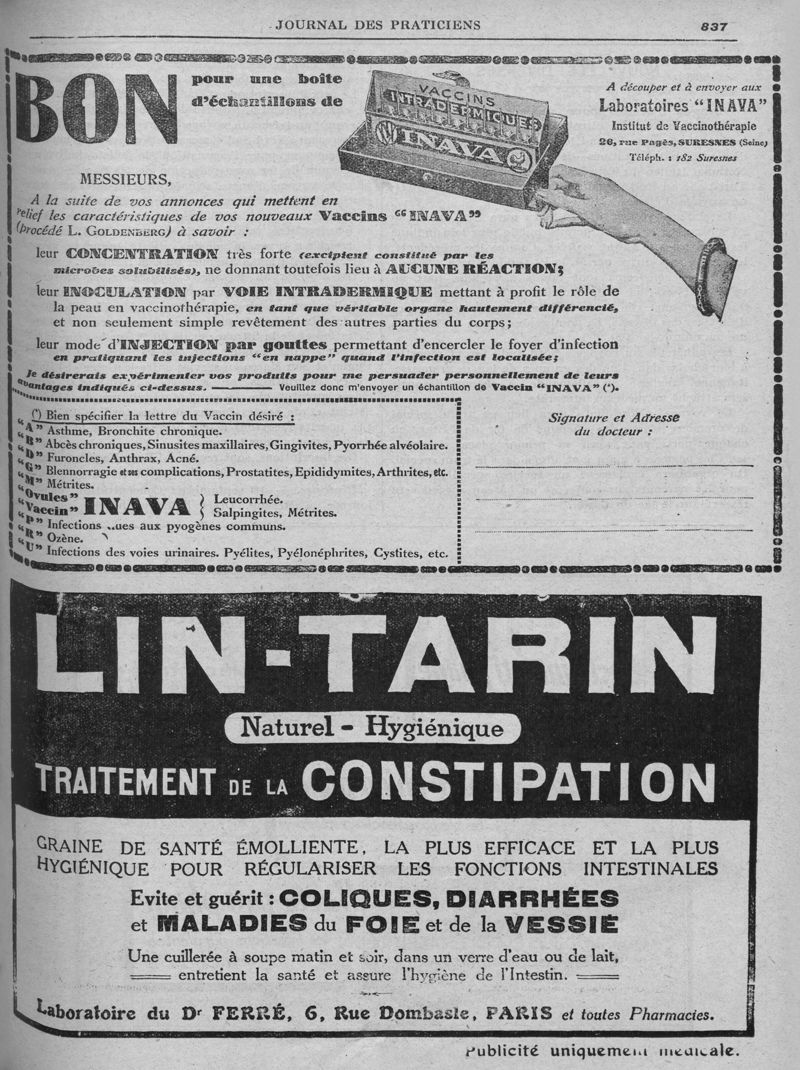 JOURNAL DES PRATICIENS 837
BON pour une boîte
d'échantillons de
VACCINS
INTRADERMIQUES
INAVA
A découper et à envoyer aux
Laboratoires "INAVA"
Institut de Vaccinothérapie
26, rue Pagès, SURESNES (Seine)
Téléph. : 182 Suresnes
MESSIEURS,
A la suite de vos annonces qui mettent en
relief les caractéristiques de vos nouveaux Vaccins "INAVA"
(Procédé L. GOLDENBERG) à savoir :
leur CONCENTRATION très forte (excipient constitué par les
microbes solubilisés), ne donnant toutefois lieu à AUCUNE RÉACTION;
leur INOCULATION par VOIE INTRADERMIQUE mettant à profit le rôle de
la peau en vaccinothérapie, en tant que véritable organe hautement différencié,
et non seulement simple revêtement des autres parties du corps;
leur mode d'INJECTION par gouttes permettant d'encercler le foyer d'infection
en pratiquant les injections "en nappe" quand l'infection est localisée;
Je désirerais expérimenter vos produits pour me persuader personnellement de leurs
avantages indiqués ci-dessus. Veuillez donc m'envoyer un échantillon de Vaccin "INAVA" (*).
(*) Bien spécifier la lettre du Vaccin désiré :
"A" Asthme, Bronchite chronique.
"B" Abcès chroniques, Sinusites maxillaires, Gingivites, Pyorrhée alvéolaire.
"D" Furoncles, Anthrax, Acné.
"G" Blennorragie et ses complications, Prostatites, Epididymites, Arthrites, etc.
"M" Métrites.
"Ovules" INAVA } Leucorrhée.
"Vaccin" } Salpingites, Métrites.
"P" Infections ues aux pyogènes communs.
"R" Ozène.
"U" Infections des voies urinaires. Pyélites, Pyélonéphrites, Cystites, etc.
Signature et Adresse
du docteur :
LIN-TARIN
Naturel - Hygiénique
TRAITEMENT DE LA CONSTIPATION
GRAINE DE SANTÉ ÉMOLLIENTE, LA PLUS EFFICACE ET LA PLUS
HYGIÉNIQUE POUR RÉGULARISER LES FONCTIONS INTESTINALES
Evite et guérit : COLIQUES, DIARRHÉES
et MALADIES du FOIE et de la VESSIE
Une cuillerée à soupe matin et soir, dans un verre d'eau ou de lait,
entretient la santé et assure l'hygiène de l'Intestin.
Laboratoire du Dr FERRÉ, 6, Rue Dombasle, PARIS et toutes Pharmacies.
Publicité uniquement médicale.